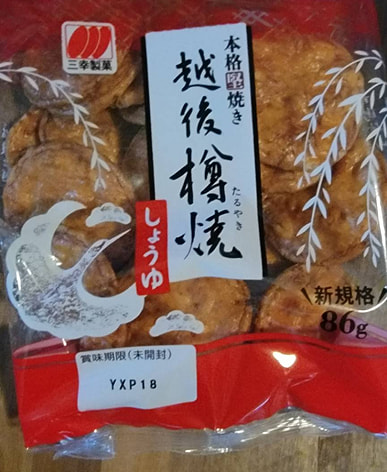 三幸製菓
本格堅焼き
越後樽焼
たるやき
しょうゆ
新規格
86g
賞味期限(未開封)
YXP18